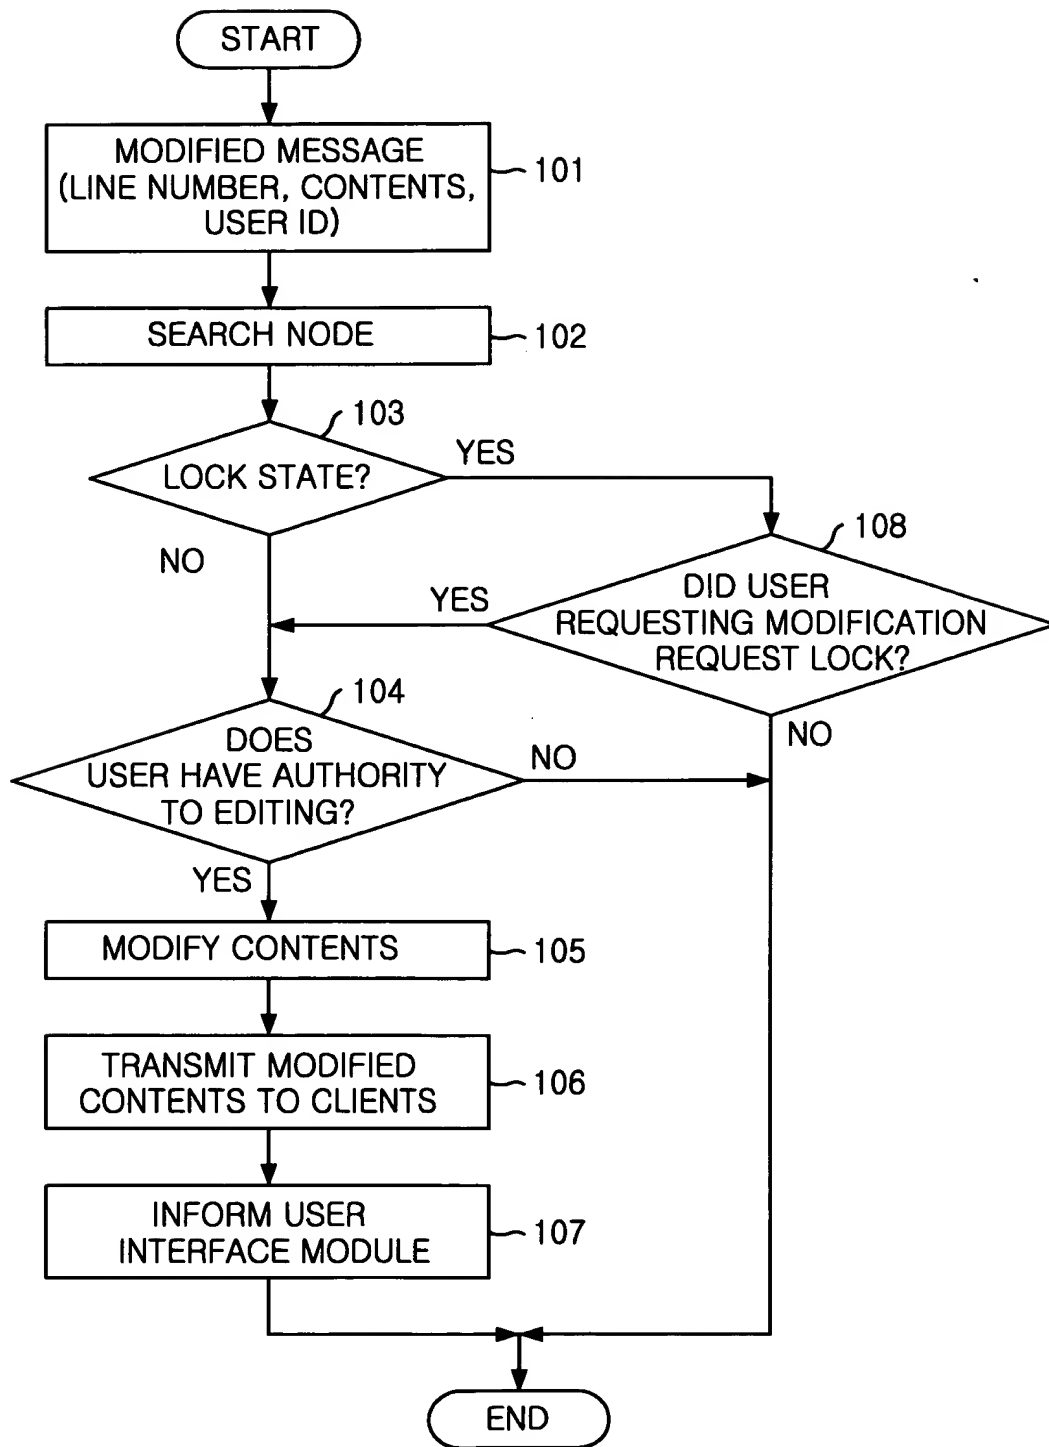 START
MODIFIED MESSAGE
(LINE NUMBER, CONTENTS,
USER ID)
101
SEARCH NODE
102
103
LOCK STATE?
YES
NO
108
DID USER
REQUESTING MODIFICATION
REQUEST LOCK?
YES
NO
104
DOES
USER HAVE AUTHORITY
TO EDITING?
NO
YES
MODIFY CONTENTS
105
TRANSMIT MODIFIED
CONTENTS TO CLIENTS
106
INFORM USER
INTERFACE MODULE
107
END